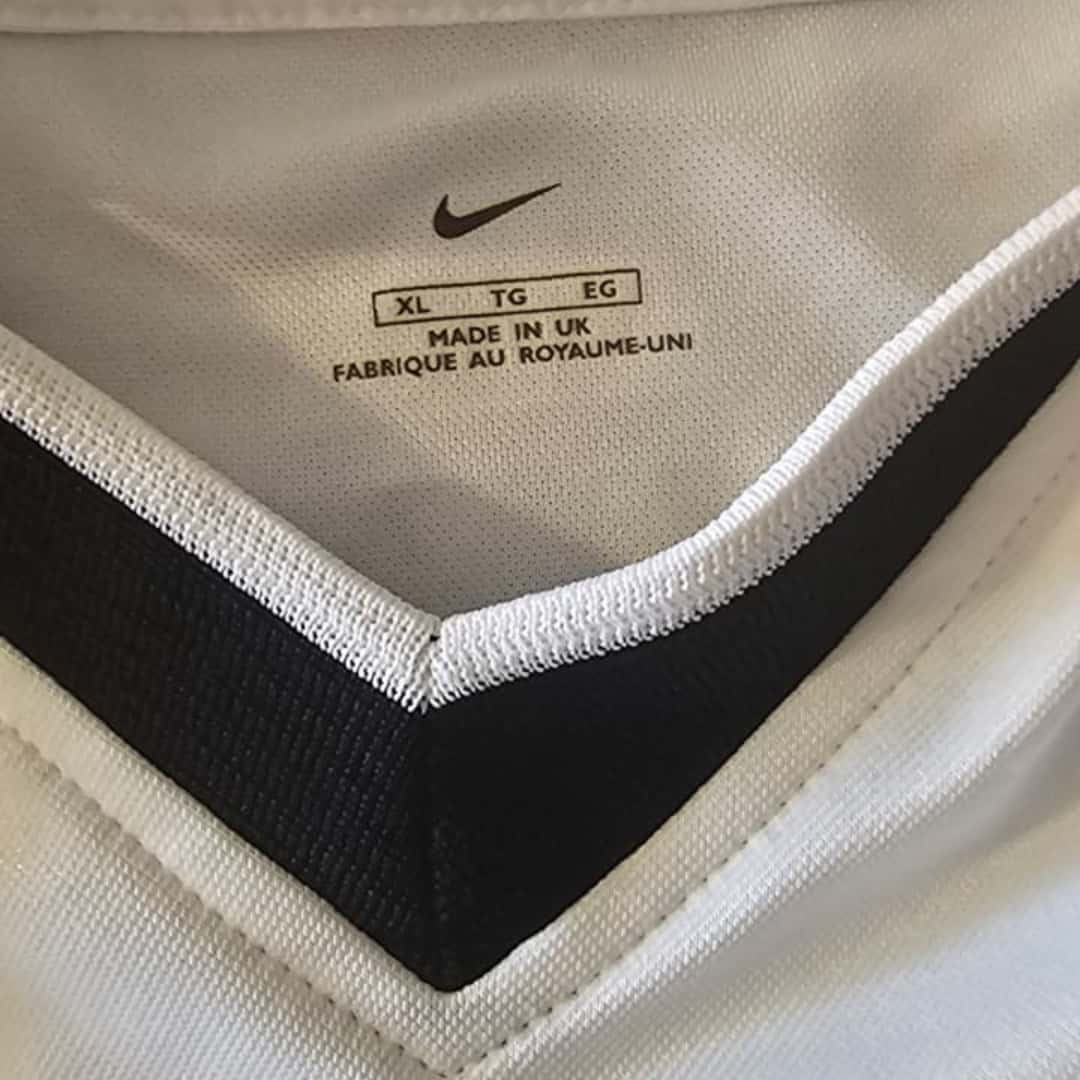 XL TG EG
MADE IN UK
FABRIQUE AU ROYAUME-UNI